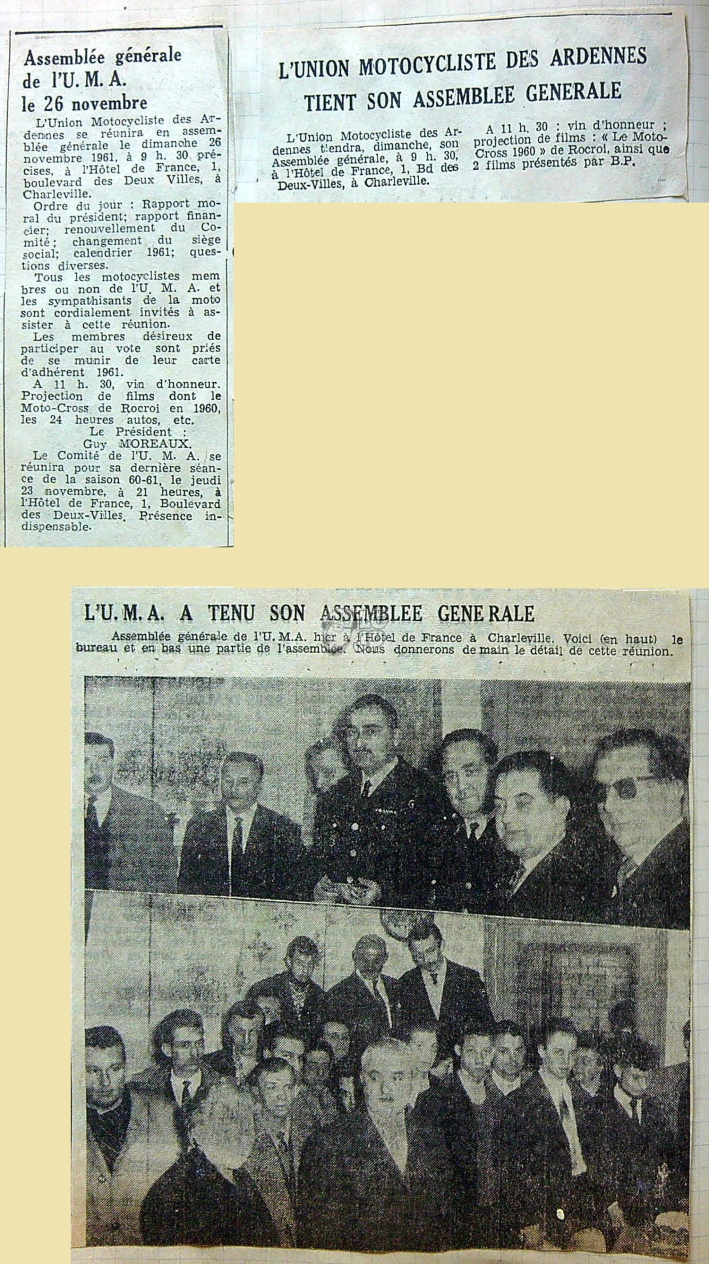 Assemblée générale
de l'U. M. A.
le 26 novembre
L'Union Motocycliste des Ar-
dennes se réunira en assem-
blée générale le dimanche 26
novembre 1961, à 9 h. 30 pré-
cises, à l'Hôtel de France, 1,
boulevard des Deux Villes, à
Charleville.
Ordre du jour : Rapport mo-
ral du président; rapport finan-
cier; renouvellement du Co-
mité; changement du siège
social; calendrier 1961; ques-
tions diverses.
Tous les motocyclistes mem
bres ou non de l'U. M. A. et
les sympathisants de la moto
sont cordialement invités à as-
sister à cette réunion.
Les membres désireux de
participer au vote sont priés
de se munir de leur carte
d'adhérent 1961.
A 11 h. 30, vin d'honneur.
Projection de films dont le
Moto-Cross de Rocroi en 1960,
les 24 heures autos, etc.
Le Président :
Guy MOREAUX.
Le Comité de l'U. M. A. se
réunira pour sa dernière séan-
ce de la saison 60-61, le jeudi
23 novembre, à 21 heures, à
l'Hôtel de France, 1, Boulevard
des Deux-Villes. Présence in-
dispensable.
L'UNION MOTOCYCLISTE DES ARDENNES
TIENT SON ASSEMBLEE GENERALE
L'Union Motocycliste des Ar-
dennes tiendra, dimanche, son
Assemblée générale, à 9 h. 30,
à l'Hôtel de France, 1, Bd des
Deux-Villes, à Charleville.
A 11 h. 30 : vin d'honneur ;
projection de films : « Le Moto-
Cross 1960 » de Rocroi, ainsi que
2 films présentés par B.P.
L'U.M.A. A TENU SON ASSEMBLEE GENERALE
Assemblée générale de l'U.M.A. hier à l'Hôtel de France à Charleville. Voici (en haut) le
bureau et en bas une partie de l'assemblée. Nous donnerons demain le détail de cette réunion.